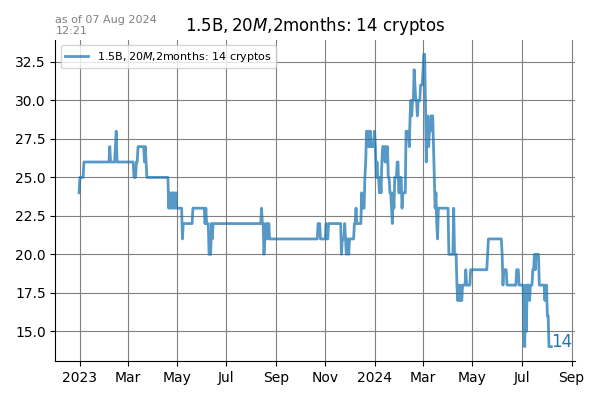 as of 07 Aug 2024
12:21
1.5B, 20M,2months: 14 cryptos
1.5B, 20M,2months: 14 cryptos
32.5
30.0
27.5
25.0
22.5
20.0
17.5
15.0
14
2023 Mar May Jul Sep Nov 2024 Mar May Jul Sep